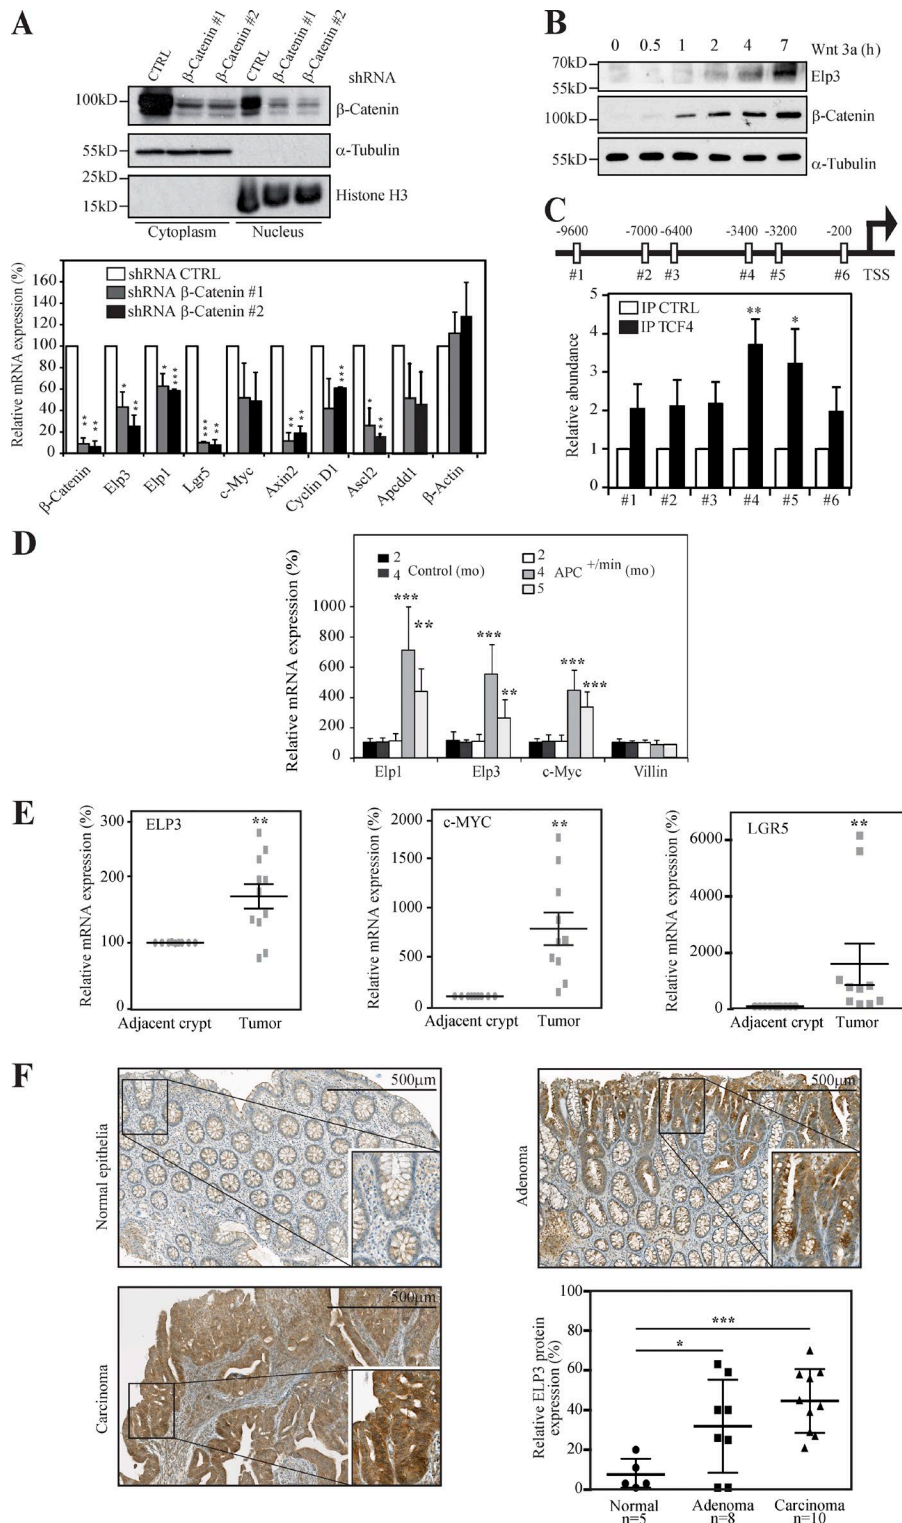 A
CTRL
β-Catenin #1
β-Catenin #2
CTRL
β-Catenin #1
β-Catenin #2
shRNA
100kD
β-Catenin
55kD
α-Tubulin
25kD
15kD
Histone H3
Cytoplasm
Nucleus
Relative mRNA expression (%)
160
140
120
100
80
60
40
20
0
shRNA CTRL
shRNA β-Catenin #1
shRNA β-Catenin #2
**
**
*
**
*
***
***
**
**
**
***
*
**
β-Catenin
Elp3
Elp1
Lgr5
c-Myc
Axin2
Cyclin D1
Ascl2
Apcdd1
β-Actin
B
0 0.5 1 2 4 7 Wnt 3a (h)
70kD
55kD
Elp3
100kD
β-Catenin
55kD
α-Tubulin
C
-9600 -7000 -6400 -3400 -3200 -200
#1 #2 #3 #4 #5 #6 TSS
Relative abundance
5
4
3
2
1
0
IP CTRL
IP TCF4
** *
#1 #2 #3 #4 #5 #6
D
Relative mRNA expression (%)
1000
800
600
400
200
0
2
4 Control (mo)
2
4 APC +/min (mo)
5
***
**
***
**
***
***
Elp1 Elp3 c-Myc Villin
E
Relative mRNA expression (%)
300
200
100
0
ELP3
**
Adjacent crypt Tumor
Relative mRNA expression (%)
2000
1500
1000
500
0
c-MYC
**
Adjacent crypt Tumor
Relative mRNA expression (%)
6000
4000
2000
0
LGR5
**
Adjacent crypt Tumor
F
Normal epithelia
500µm
Adenoma
500µm
Carcinoma
500µm
Relative ELP3 protein
expression (%)
100
80
60
40
20
0
***
*
Normal Adenoma Carcinoma
n=5 n=8 n=10